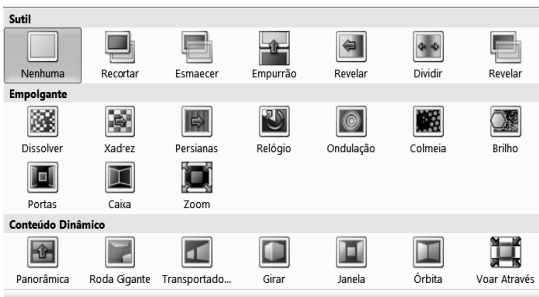 Sutil
Nenhuma Recortar Esmaecer Empurrão Revelar Dividir Revelar
Empolgante
Dissolver Xadrez Persianas Relógio Ondulação Colmeia Brilho
Portas Caixa Zoom
Conteúdo Dinâmico
Panorâmica Roda Gigante Transportado... Girar Janela Órbita Voar Através